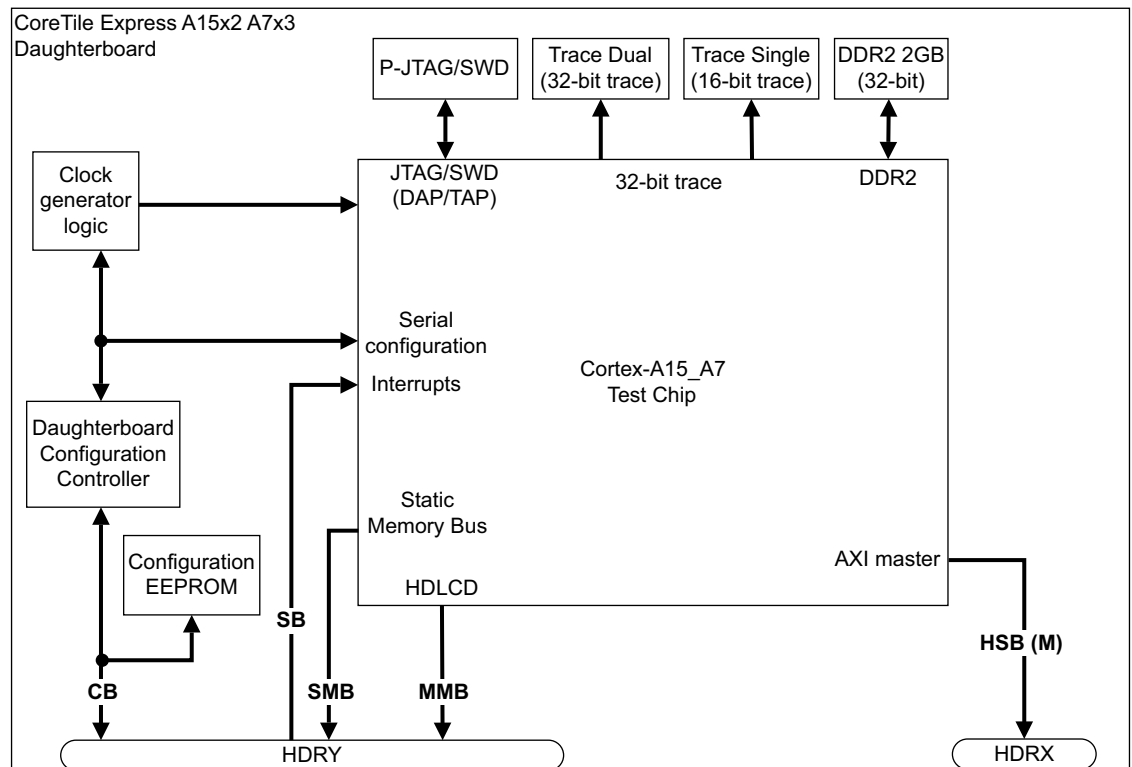 CoreTile Express A15x2 A7x3
Daughterboard
P-JTAG/SWD
Trace Dual
(32-bit trace)
Trace Single
(16-bit trace)
DDR2 2GB
(32-bit)
Clock
generator
logic
JTAG/SWD
(DAP/TAP)
32-bit trace
DDR2
Serial
configuration
Interrupts
Cortex-A15_A7
Test Chip
Daughterboard
Configuration
Controller
Static
Memory Bus
Configuration
EEPROM
AXI master
HDLCD
SB
HSB (M)
CB
SMB
MMB
HDRY
HDRX